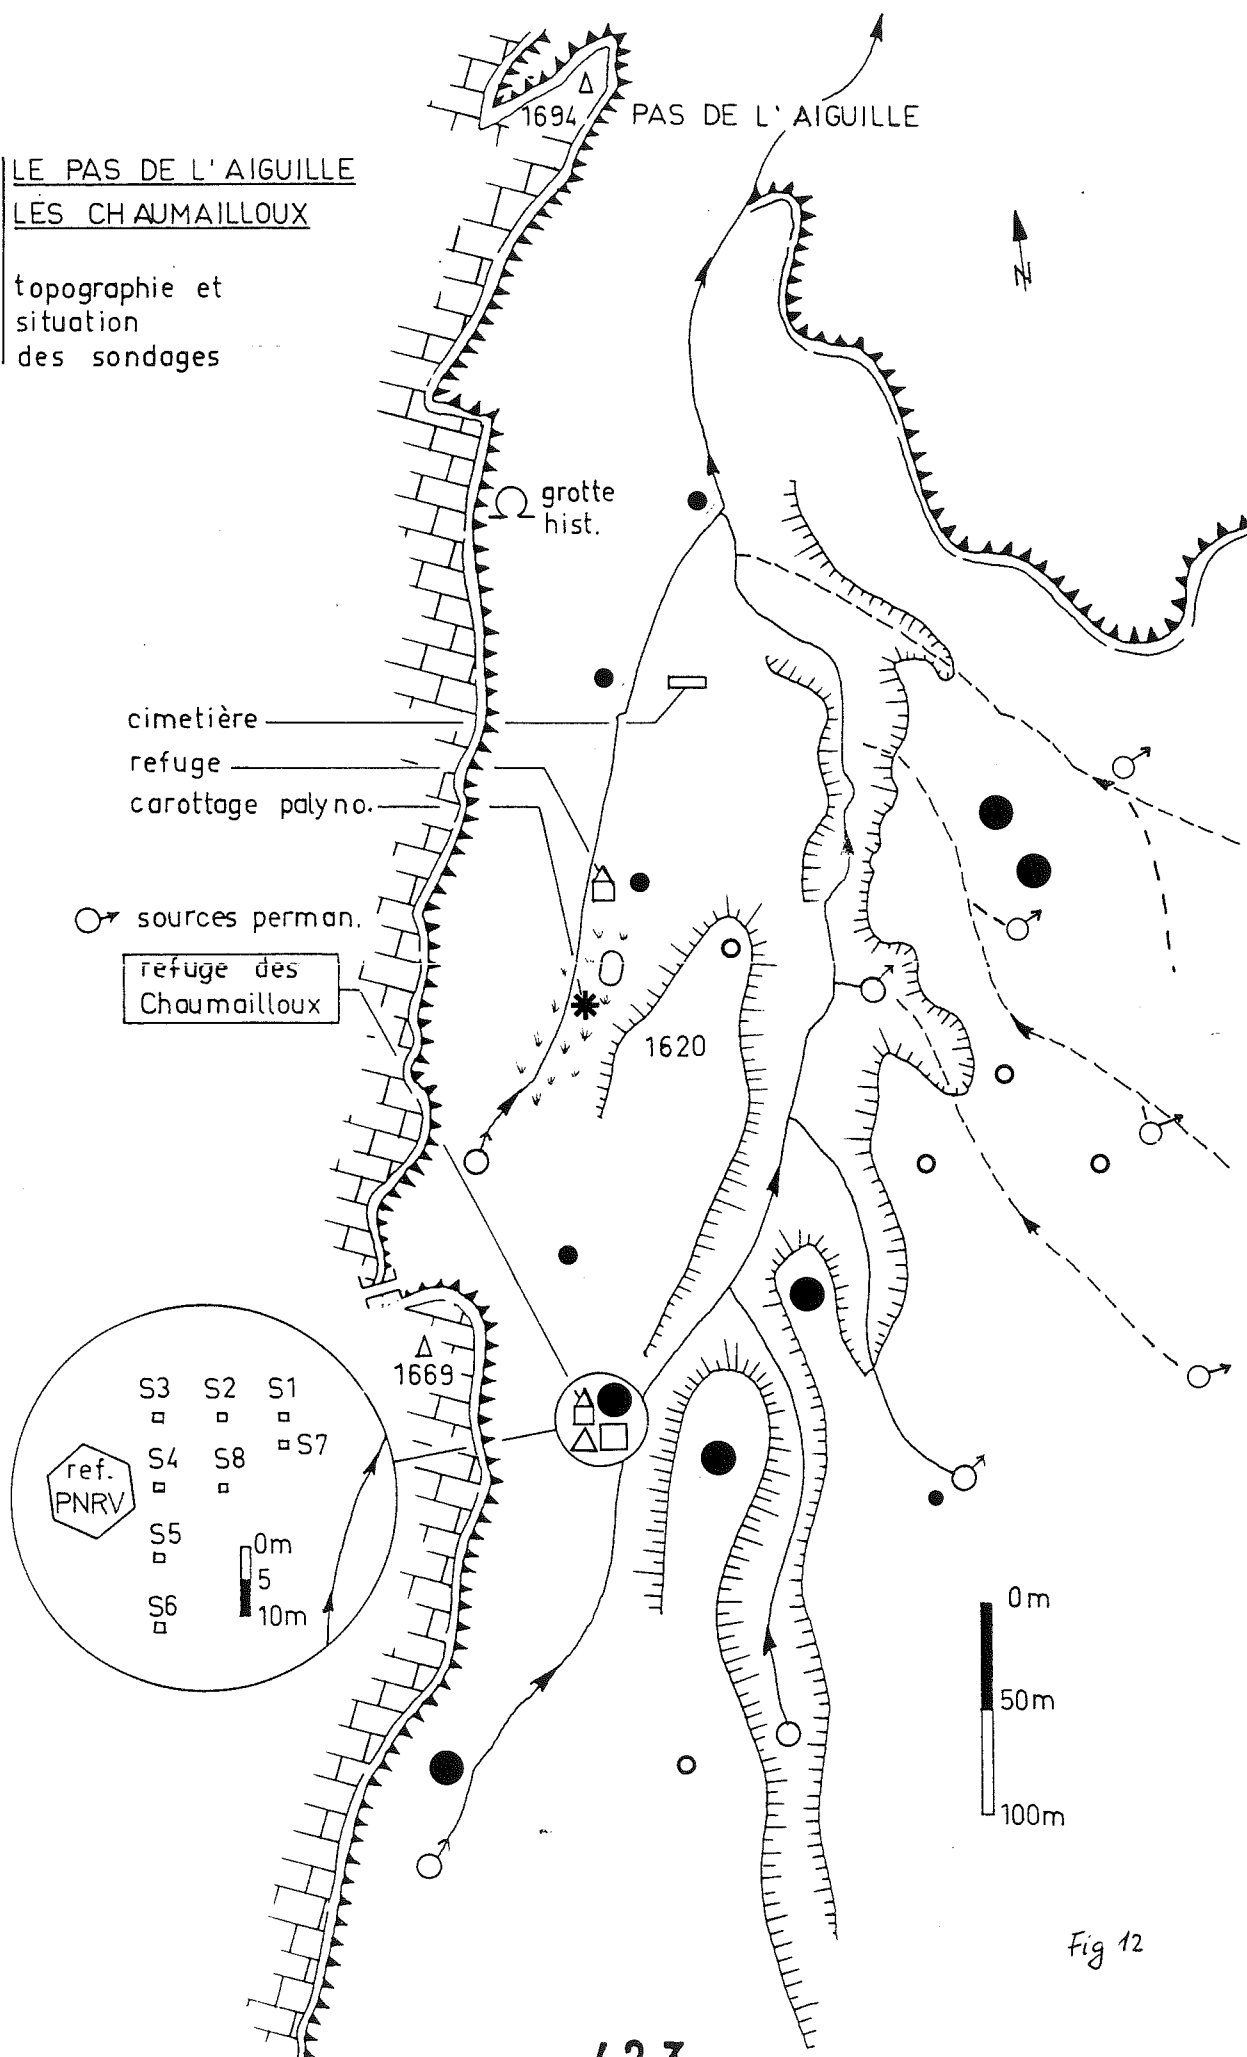 1694
PAS DE L'AIGUILLE
LE PAS DE L'AIGUILLE
LES CHAUMAILLOUX
topographie et
situation
des sondages
N
grotte
hist.
cimetière
refuge
carottage palyno.
sources perman.
refuge des
Chaumailloux
1620
1669
S3 S2 S1
S7
S4 S8
ref.
PNRV
S5
S6
0m
5
10m
0m
50m
100m
Fig 12
423